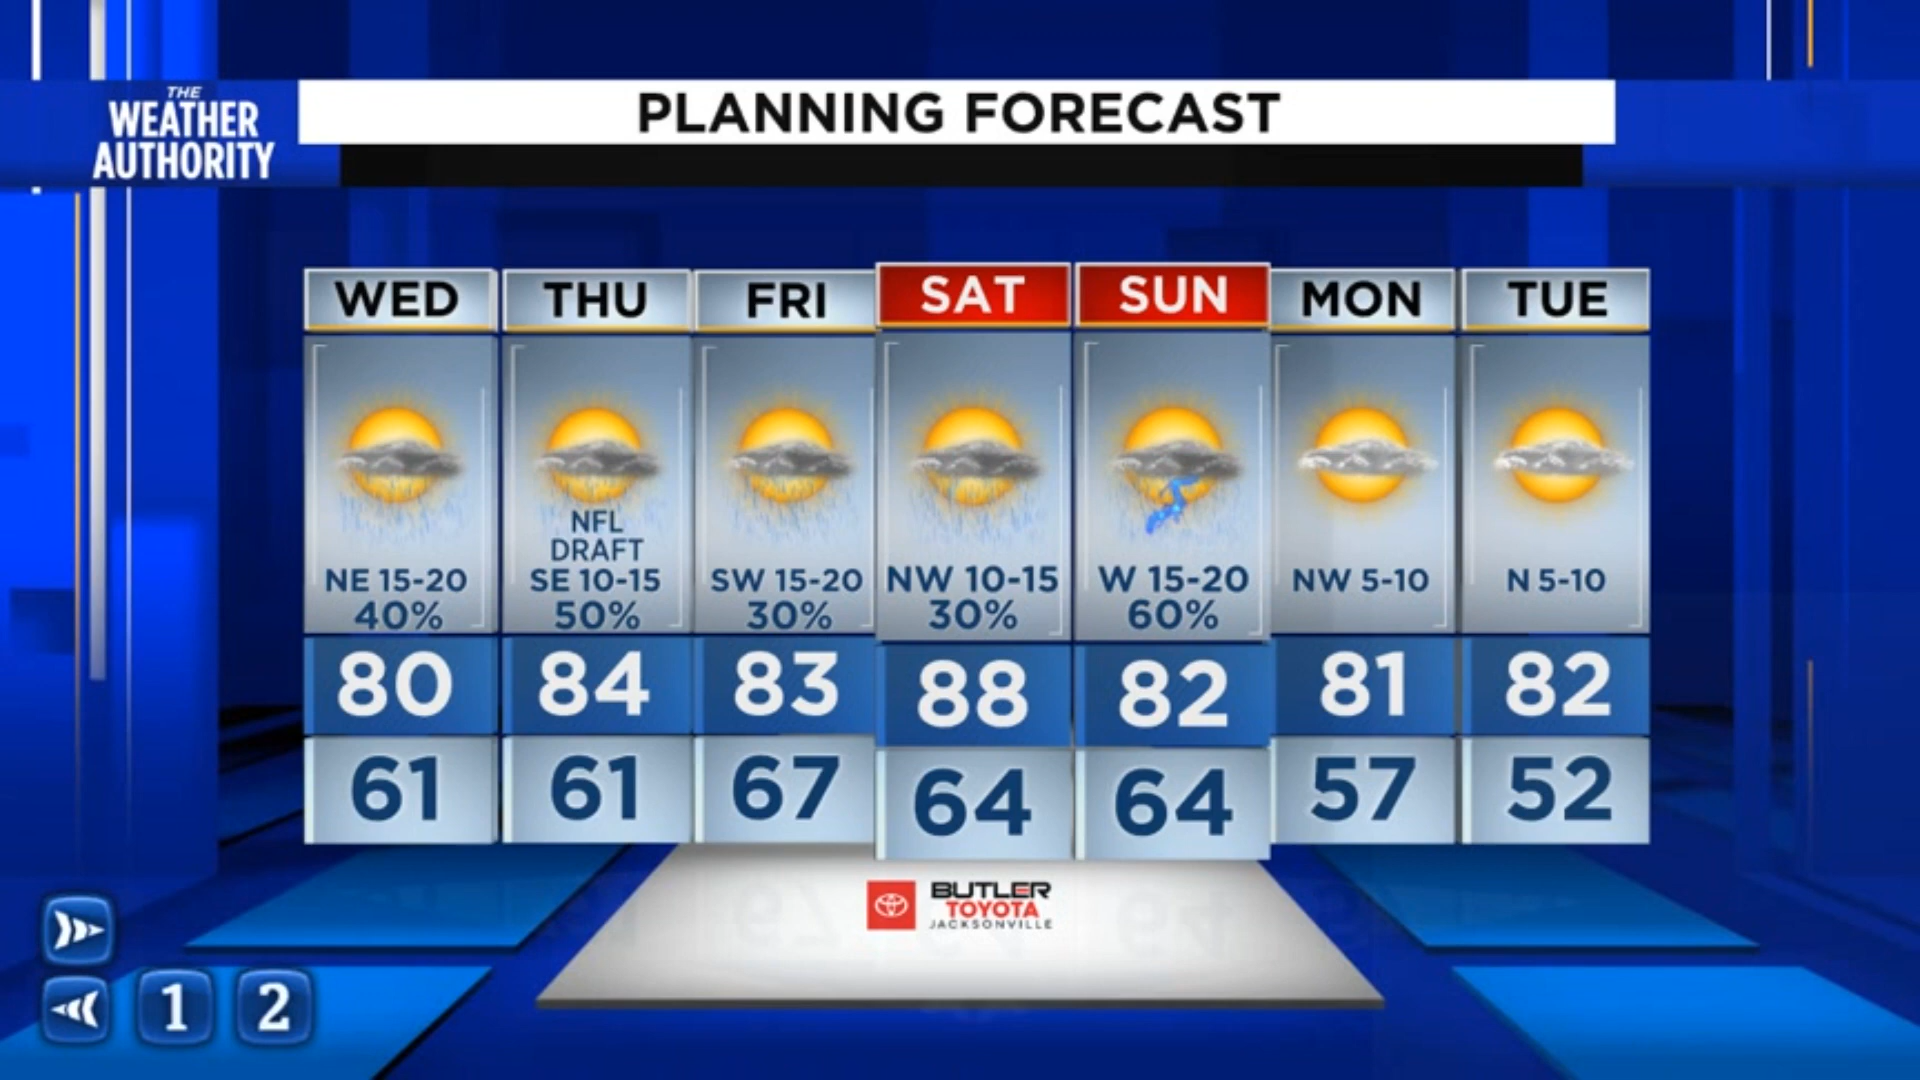 THE
WEATHER
AUTHORITY
PLANNING FORECAST
WED THU FRI SAT SUN MON TUE
NFL
DRAFT
NE 15-20 SE 10-15 SW 15-20 NW 10-15 W 15-20 NW 5-10 N 5-10
40% 50% 30% 30% 60%
80 84 83 88 82 81 82
61 61 67 64 64 57 52
BUTLER
TOYOTA
JACKSONVILLE
1 2